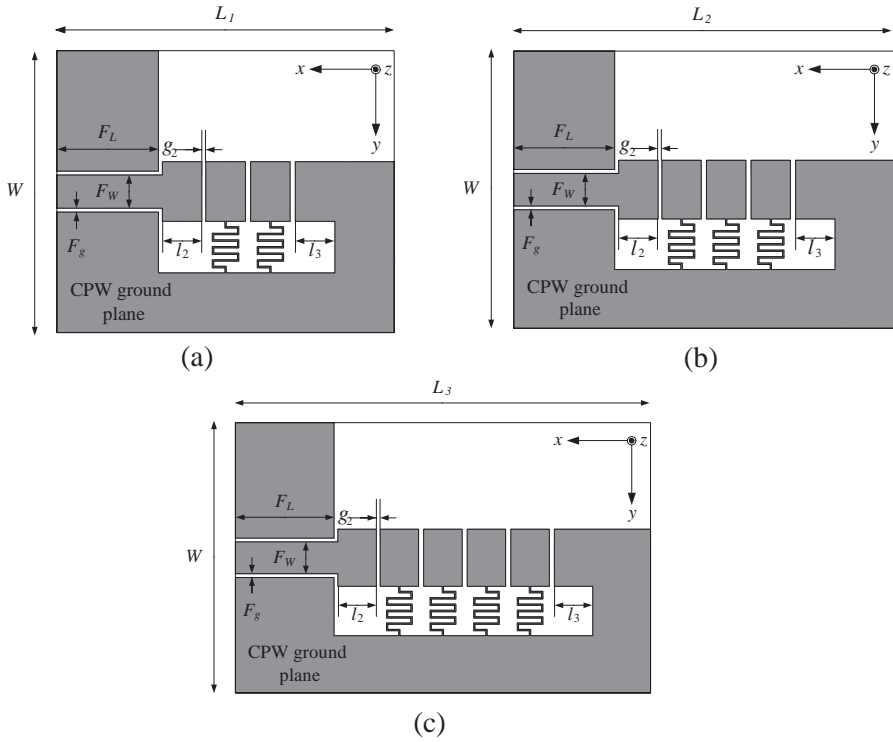 L1
x
z
y
FL
g2
W
FW
Fg
l2
l3
CPW ground
plane
(a)
L2
x
z
y
FL
g2
W
FW
Fg
l2
l3
CPW ground
plane
(b)
L3
x
z
y
FL
g2
W
FW
Fg
l2
l3
CPW ground
plane
(c)